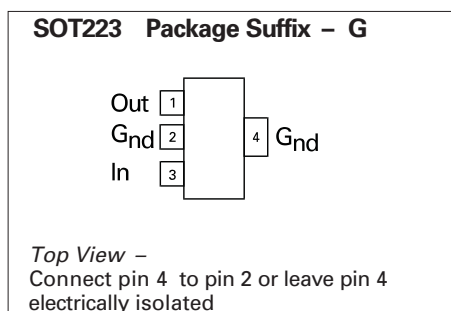 SOT223 Package Suffix – G
Out 1
Gnd 2
4 Gnd
In 3
Top View –
Connect pin 4 to pin 2 or leave pin 4
electrically isolated